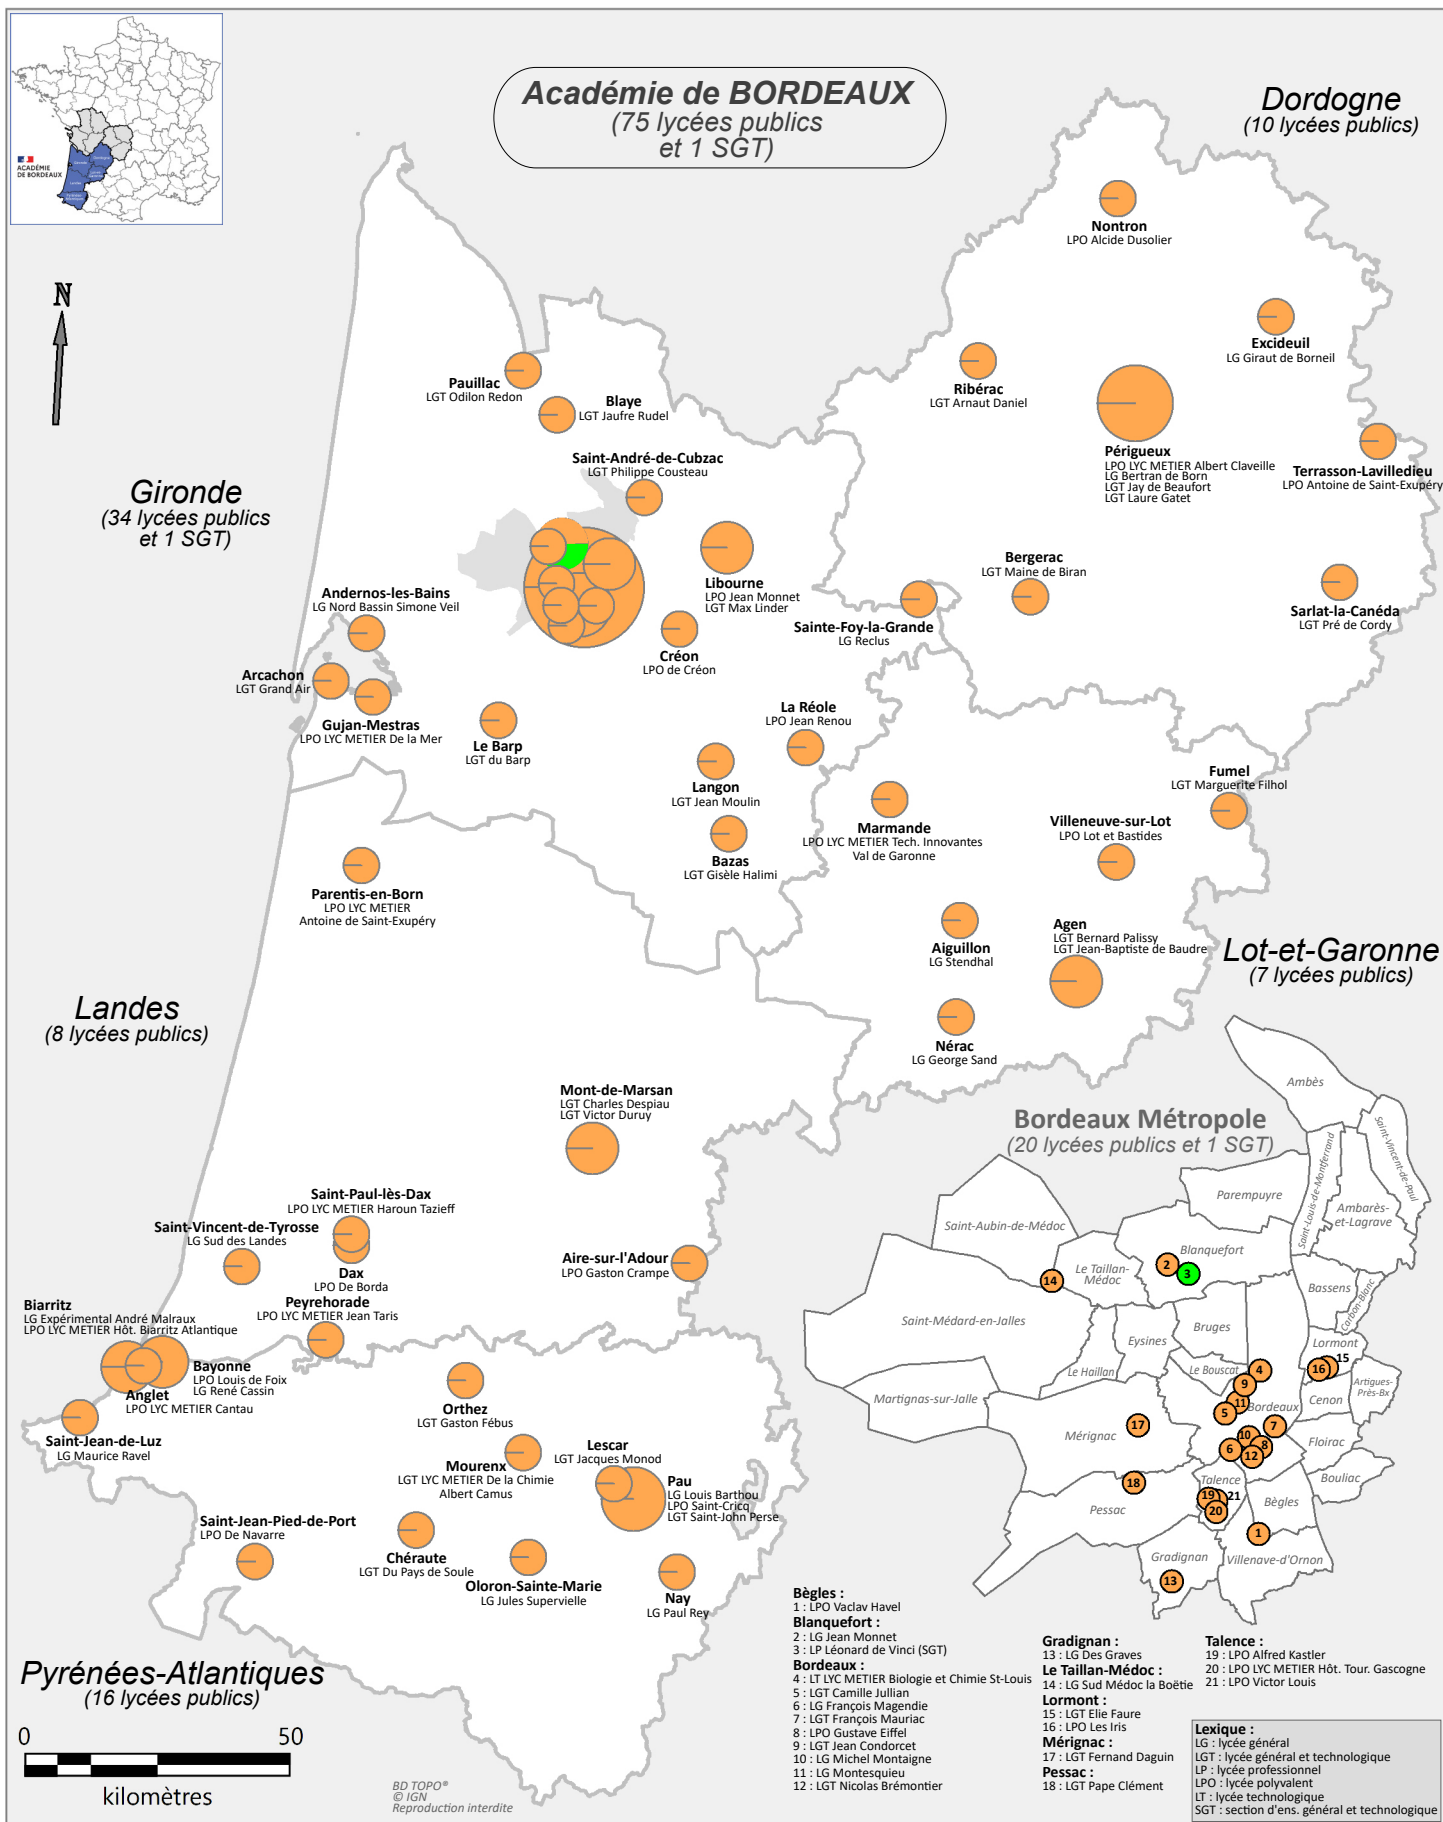 Académie de BORDEAUX
(75 lycées publics
et 1 SGT)
ACADÉMIE
DE BORDEAUX
N
Dordogne
(10 lycées publics)
Nontron
LPO Alcide Dusolier
Excideuil
LG Giraut de Borneil
Ribérac
LGT Arnaut Daniel
Périgueux
LPO LYC METIER Albert Claveille
LG Bertran de Born
LGT Jay de Beaufort
LGT Laure Gatet
Terrasson-Lavilledieu
LPO Antoine de Saint-Exupéry
Bergerac
LGT Maine de Biran
Sarlat-la-Canéda
LGT Pré de Cordy
Gironde
(34 lycées publics
et 1 SGT)
Pauillac
LGT Odilon Redon
Blaye
LGT Jaufre Rudel
Saint-André-de-Cubzac
LGT Philippe Cousteau
Libourne
LPO Jean Monnet
LGT Max Linder
Sainte-Foy-la-Grande
LG Reclus
Andernos-les-Bains
LG Nord Bassin Simone Veil
Créon
LPO de Créon
Arcachon
LGT Grand Air
Gujan-Mestras
LPO LYC METIER De la Mer
Le Barp
LGT du Barp
La Réole
LPO Jean Renou
Langon
LGT Jean Moulin
Bazas
LGT Gisèle Halimi
Lot-et-Garonne
(7 lycées publics)
Fumel
LGT Marguerite Filhol
Marmande
LPO LYC METIER Tech. Innovantes
Val de Garonne
Villeneuve-sur-Lot
LPO Lot et Bastides
Aiguillon
LG Stendhal
Agen
LGT Bernard Palissy
LGT Jean-Baptiste de Baudre
Nérac
LG George Sand
Landes
(8 lycées publics)
Parentis-en-Born
LPO LYC METIER
Antoine de Saint-Exupéry
Mont-de-Marsan
LGT Charles Despiau
LGT Victor Duruy
Saint-Paul-lès-Dax
LPO LYC METIER Haroun Tazieff
Saint-Vincent-de-Tyrosse
LG Sud des Landes
Dax
LPO De Borda
Aire-sur-l'Adour
LPO Gaston Crampe
Peyrehorade
LPO LYC METIER Jean Taris
Biarritz
LG Expérimental André Malraux
LPO LYC METIER Hôt. Biarritz Atlantique
Bayonne
LPO Louis de Foix
LG René Cassin
Anglet
LPO LYC METIER Cantau
Saint-Jean-de-Luz
LG Maurice Ravel
Orthez
LGT Gaston Fébus
Mourenx
LGT LYC METIER De la Chimie
Albert Camus
Lescar
LGT Jacques Monod
Pau
LG Louis Barthou
LPO Saint-Cricq
LGT Saint-John Perse
Saint-Jean-Pied-de-Port
LPO De Navarre
Chéraute
LGT Du Pays de Soule
Oloron-Sainte-Marie
LG Jules Supervielle
Nay
LG Paul Rey
Pyrénées-Atlantiques
(16 lycées publics)
0 50
kilomètres
BD TOPO®
© IGN
Reproduction interdite
Bordeaux Métropole
(20 lycées publics et 1 SGT)
Ambès
Saint-Vincent-de-Paul
Saint-Louis-de-Montferrand
Parempuyre
Ambarès-
et-Lagrave
Saint-Aubin-de-Médoc
Blanquefort
2
3
Le Taillan-
Médoc
14
Bassens
Carbon-Blanc
Saint-Médard-en-Jalles
Bruges
Eysines
Lormont
15
16
Le Haillan
Le Bouscat
4
9
Artigues-
Près-Bx
Martignas-sur-Jalle
Cenon
11
Bordeaux
5
7
17
Mérignac
10
8
6
12
Floirac
Bouliac
18
Talence
19
21
20
Pessac
Bègles
1
Gradignan
13
Villenave-d'Ornon
Bègles :
1 : LPO Vaclav Havel
Blanquefort :
2 : LG Jean Monnet
3 : LP Léonard de Vinci (SGT)
Bordeaux :
4 : LT LYC METIER Biologie et Chimie St-Louis
5 : LGT Camille Jullian
6 : LG François Magendie
7 : LGT François Mauriac
8 : LPO Gustave Eiffel
9 : LGT Jean Condorcet
10 : LG Michel Montaigne
11 : LG Montesquieu
12 : LGT Nicolas Brémontier
Gradignan :
13 : LG Des Graves
Le Taillan-Médoc :
14 : LG Sud Médoc la Boëtie
Lormont :
15 : LGT Elie Faure
16 : LPO Les Iris
Mérignac :
17 : LGT Fernand Daguin
Pessac :
18 : LGT Pape Clément
Talence :
19 : LPO Alfred Kastler
20 : LPO LYC METIER Hôt. Tour. Gascogne
21 : LPO Victor Louis
Lexique :
LG : lycée général
LGT : lycée général et technologique
LP : lycée professionnel
LPO : lycée polyvalent
LT : lycée technologique
SGT : section d'ens. général et technologique